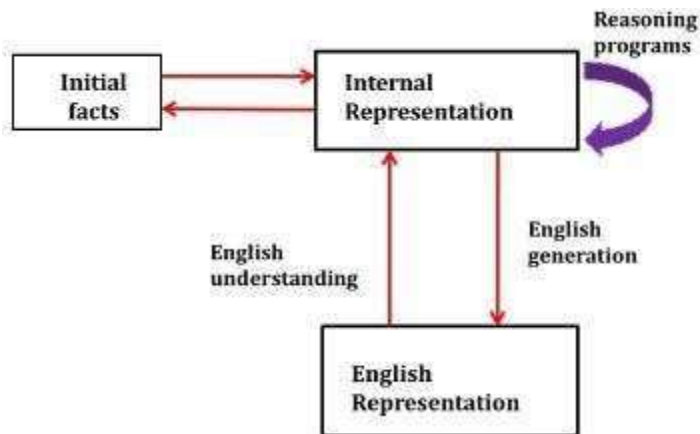 Reasoning
programs
Initial
facts
Internal
Representation
English
understanding
English
generation
English
Representation